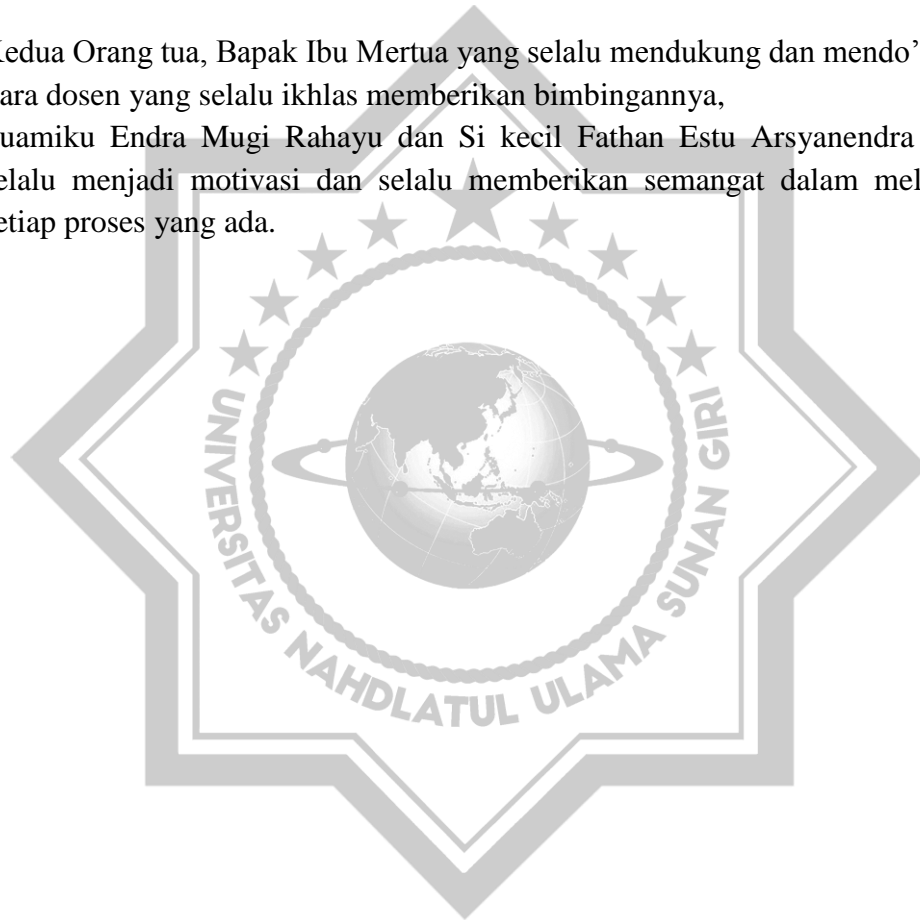 Kedua Orang tua, Bapak Ibu Mertua yang selalu mendukung dan mendo’
ara dosen yang selalu ikhlas memberikan bimbingannya,
uamiku Endra Mugi Rahayu dan Si kecil Fathan Estu Arsyanendra
elalu menjadi motivasi dan selalu memberikan semangat dalam mel
etiap proses yang ada.
UNIVERSITAS NAHDLATUL ULAMA SUNAN GIRI